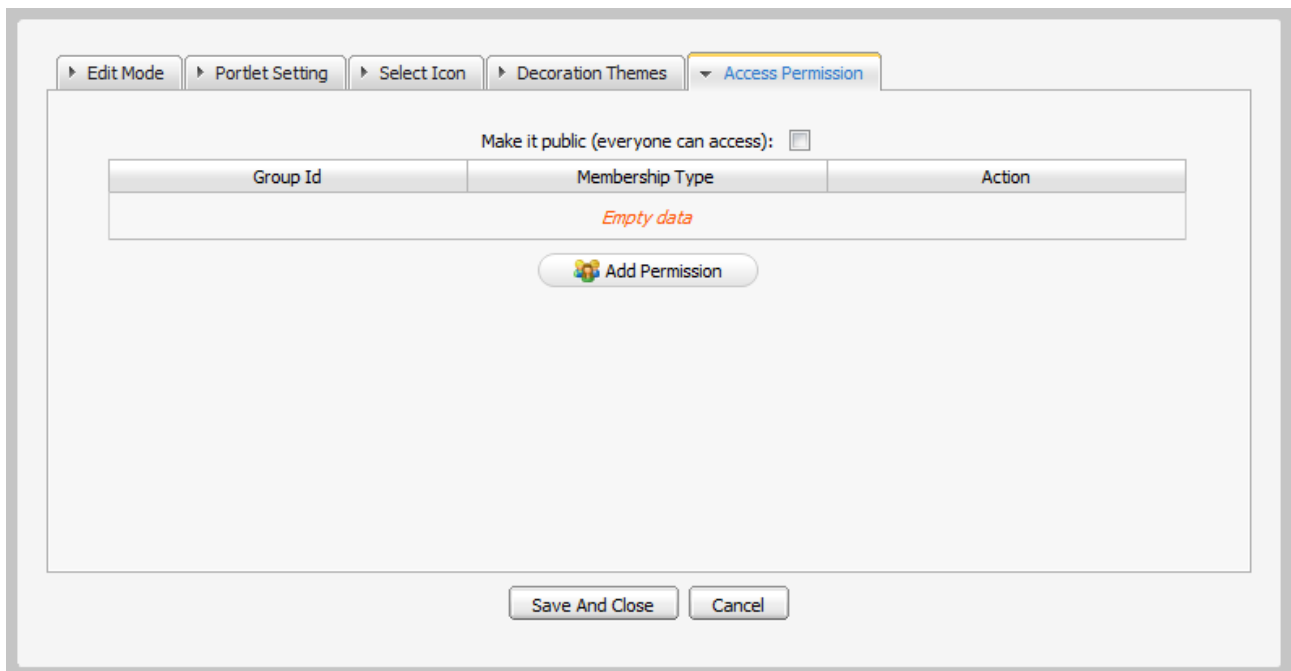 Edit Mode Portlet Setting Select Icon Decoration Themes Access Permission
Make it public (everyone can access):
Group Id Membership Type Action
Empty data
Add Permission
Save And Close Cancel